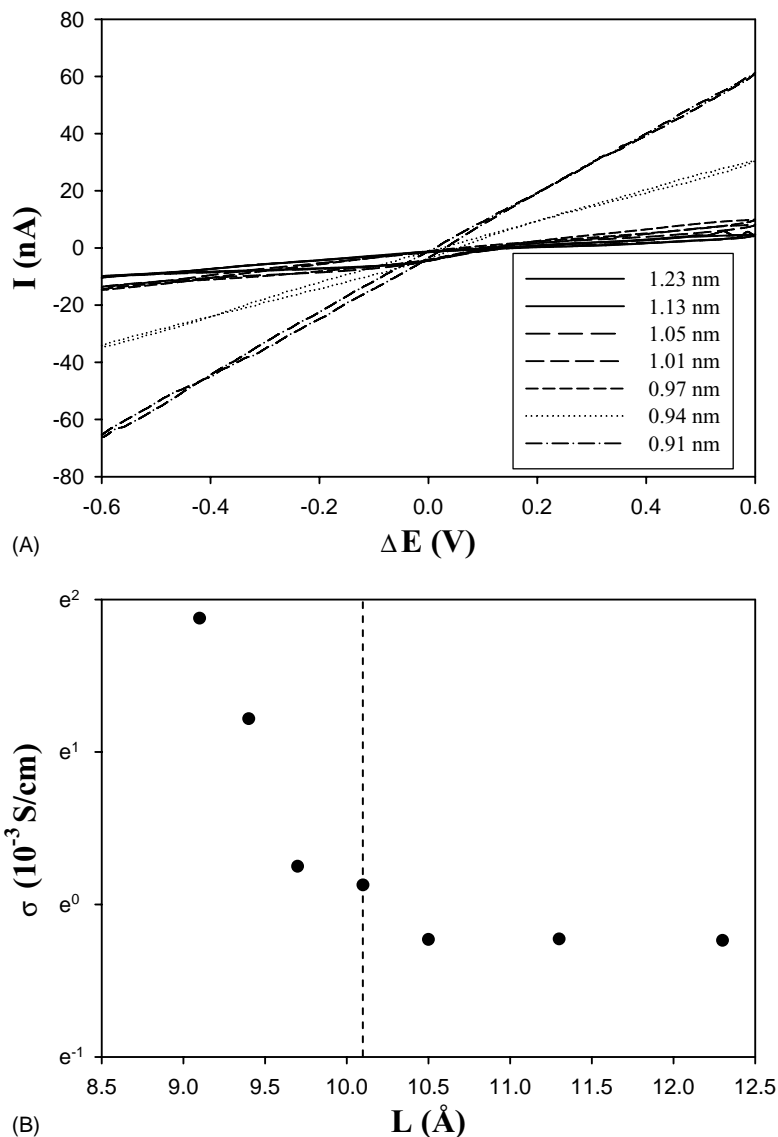 80
60
40
20
0
-20
-40
-60
-80
I (nA)
1.23 nm
1.13 nm
1.05 nm
1.01 nm
0.97 nm
0.94 nm
0.91 nm
-0.6 -0.4 -0.2 0.0 0.2 0.4 0.6
(A)
ΔE (V)
e²
e¹
e⁰
e⁻¹
σ (10⁻³ S/cm)
8.5 9.0 9.5 10.0 10.5 11.0 11.5 12.0 12.5
(B)
L (Å)